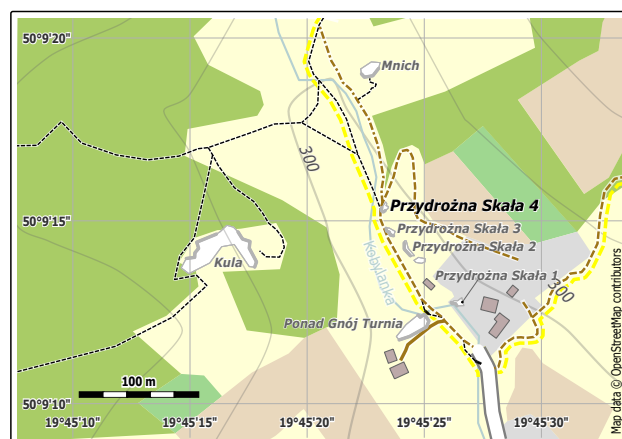 50°9'20"
Mnich
300
Przydrożna Skała 4
50°9'15"
Przydrożna Skała 3
Przydrożna Skała 2
Kobylanka
Kula
Przydrożna Skała 1
300
Ponad Gnój Turnia
100 m
50°9'10"
19°45'10" 19°45'15" 19°45'20" 19°45'25" 19°45'30"
Map data © OpenStreetMap contributors